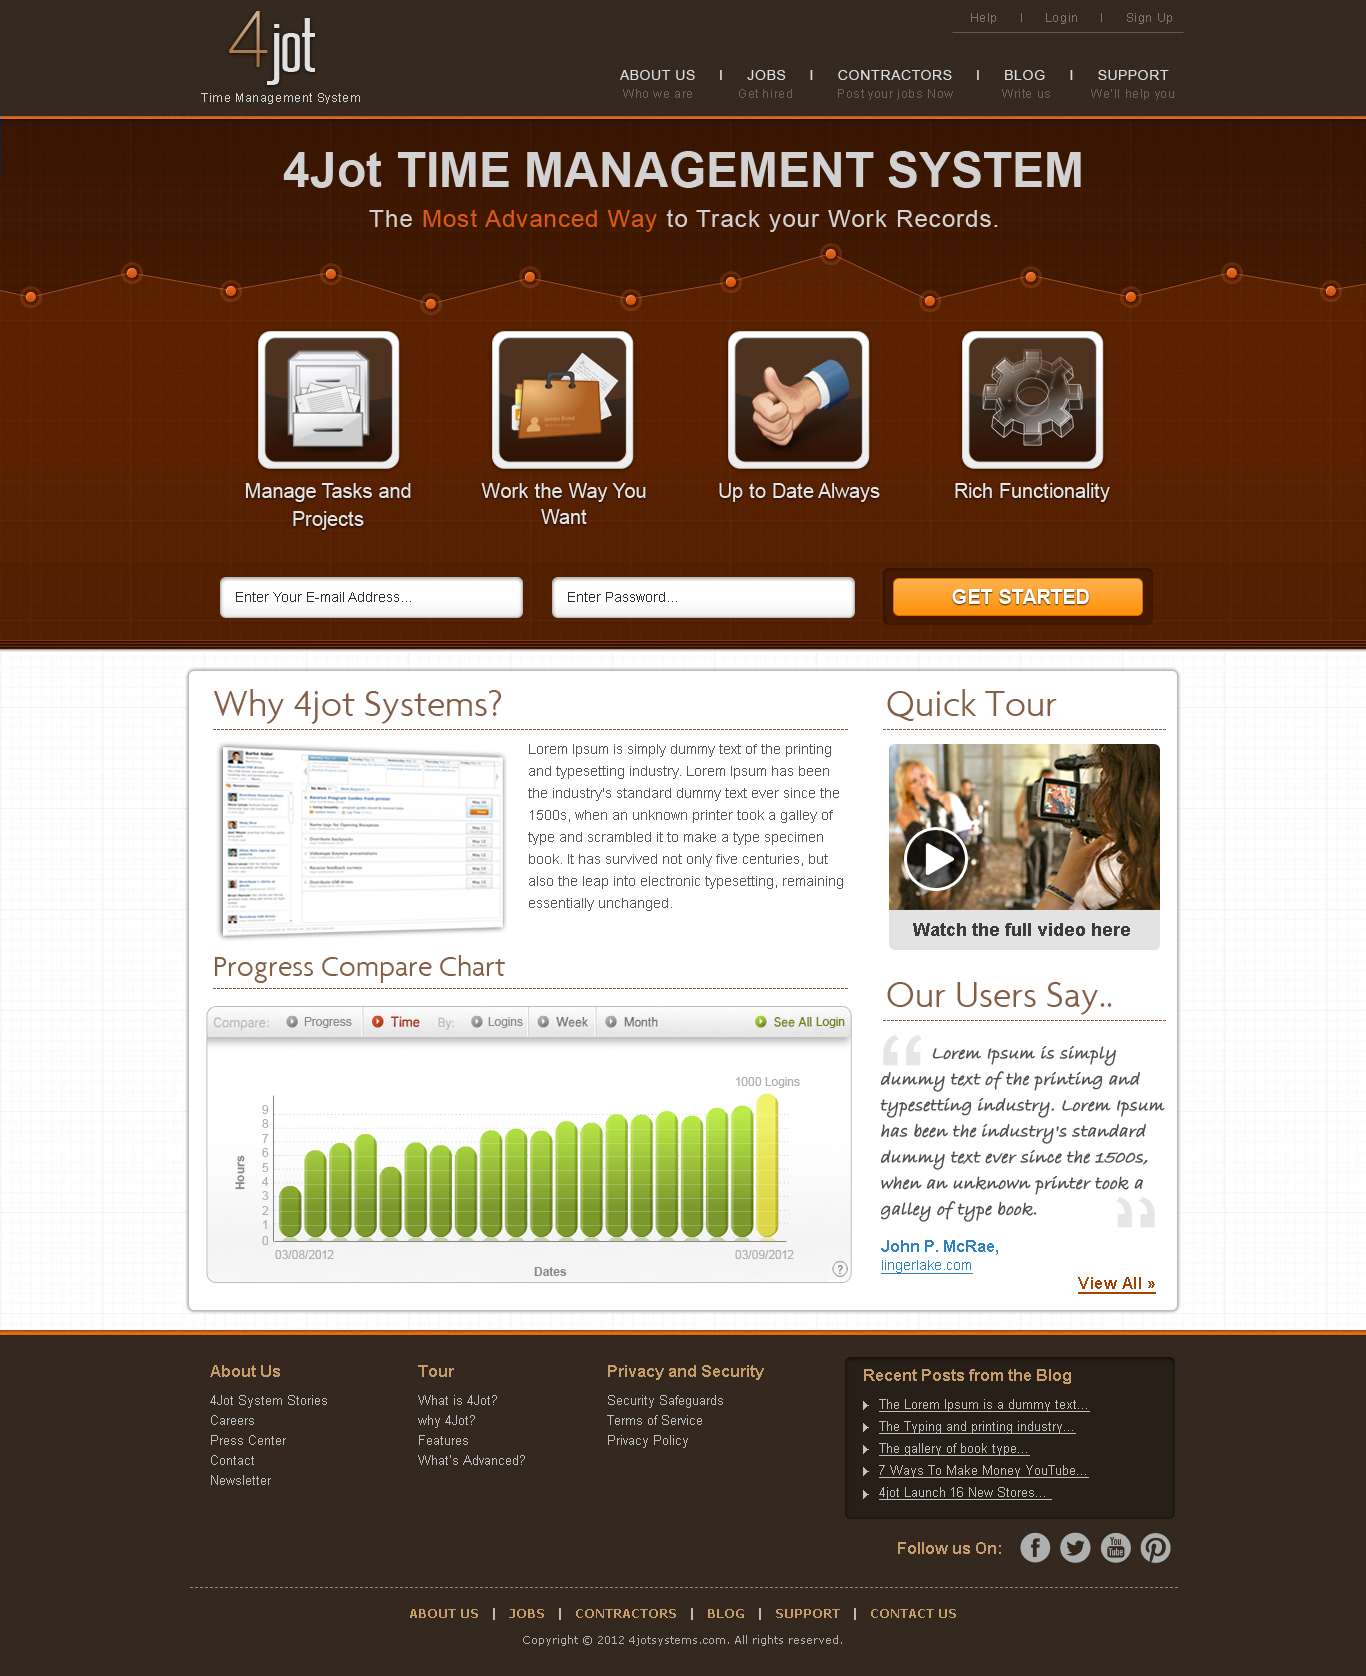 4jot
Time Management System
Help | Login | Sign Up
ABOUT US | JOBS | CONTRACTORS | BLOG | SUPPORT
Who we are Get hired Post your jobs Now Write us We'll help you
4Jot TIME MANAGEMENT SYSTEM
The Most Advanced Way to Track your Work Records.
Manage Tasks and
Projects
Work the Way You
Want
Up to Date Always
Rich Functionality
Enter Your E-mail Address...
Enter Password...
GET STARTED
Why 4jot Systems?
Lorem Ipsum is simply dummy text of the printing
and typesetting industry. Lorem Ipsum has been
the industry's standard dummy text ever since the
1500s, when an unknown printer took a galley of
type and scrambled it to make a type specimen
book. It has survived not only five centuries, but
also the leap into electronic typesetting, remaining
essentially unchanged.
Progress Compare Chart
Compare: Progress Time By: Logins Week Month See All Login
1000 Logins
9
8
7
6
5
4
3
2
1
0
Hours
03/08/2012 03/09/2012
Dates
?
Quick Tour
Watch the full video here
Our Users Say..
“ Lorem Ipsum is simply
dummy text of the printing and
typesetting industry. Lorem Ipsum
has been the industry's standard
dummy text ever since the 1500s,
when an unknown printer took a
galley of type book. ”
John P. McRae,
lingerlake.com
View All »
About Us
4Jot System Stories
Careers
Press Center
Contact
Newsletter
Tour
What is 4Jot?
why 4Jot?
Features
What's Advanced?
Privacy and Security
Security Safeguards
Terms of Service
Privacy Policy
Recent Posts from the Blog
The Lorem Ipsum is a dummy text...
The Typing and printing industry...
The gallery of book type...
7 Ways To Make Money YouTube...
4jot Launch 16 New Stores...
Follow us On:
You
Tube
ABOUT US | JOBS | CONTRACTORS | BLOG | SUPPORT | CONTACT US
Copyright © 2012 4jotsystems.com. All rights reserved.